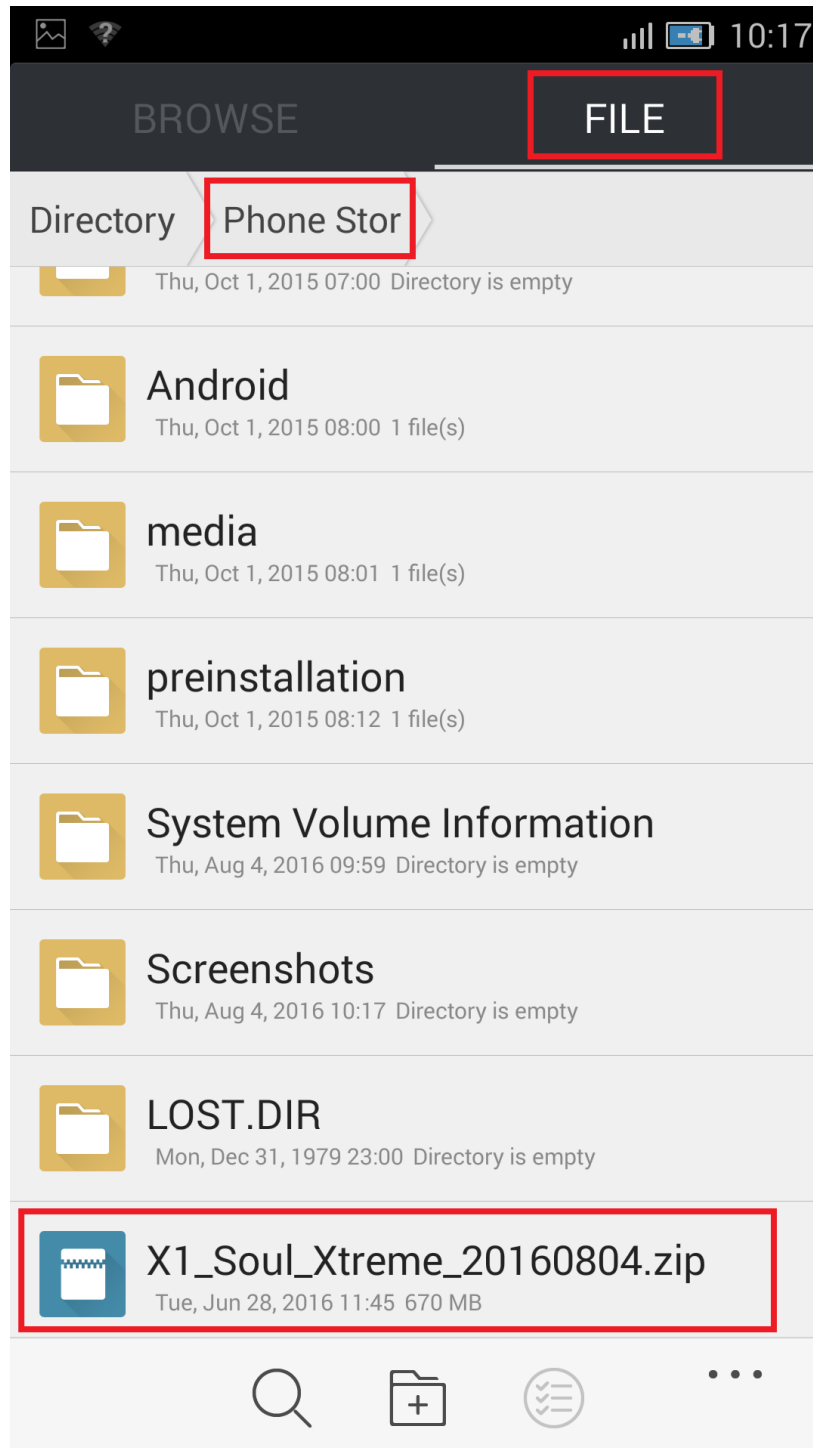 10:17
BROWSE FILE
Directory Phone Stor
Thu, Oct 1, 2015 07:00 Directory is empty
Android
Thu, Oct 1, 2015 08:00 1 file(s)
media
Thu, Oct 1, 2015 08:01 1 file(s)
preinstallation
Thu, Oct 1, 2015 08:12 1 file(s)
System Volume Information
Thu, Aug 4, 2016 09:59 Directory is empty
Screenshots
Thu, Aug 4, 2016 10:17 Directory is empty
LOST.DIR
Mon, Dec 31, 1979 23:00 Directory is empty
X1_Soul_Xtreme_20160804.zip
Tue, Jun 28, 2016 11:45 670 MB